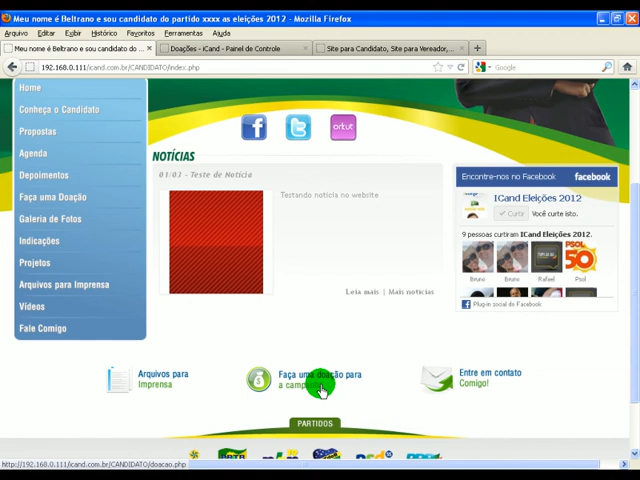 Meu nome é Beltrano e sou candidato do partido xxxx as eleições 2012 - Mozilla Firefox
Arquivo Editar Exibir Histórico Favoritos Ferramentas Ajuda
Meu nome é Beltrano e sou candidato do ...
Doações - iCand - Painel de Controle
Site para Candidato, Site para Vereador,...
192.168.0.111/icand.com.br/CANDIDATO/index.php
Google
Home
Conheça o Candidato
Propostas
Agenda
Depoimentos
Faça uma Doação
Galeria de Fotos
Indicações
Projetos
Arquivos para Imprensa
Vídeos
Fale Comigo
orkut
NOTÍCIAS
01/03 - Teste de Notícia
Testando notícia no website
Leia mais | Mais notícias
Encontre-nos no Facebook facebook
ICand Eleições 2012
Curtir Você curte isto.
9 pessoas curtiram ICand Eleições 2012.
PSOL
50
Bruno Bruno Rafael Psol
Plug-in social do Facebook
Arquivos para
Imprensa
Faça uma doação para
a campanha
Entre em contato
Comigo!
PARTIDOS
http://192.168.0.111/icand.com.br/CANDIDATO/doacao.php